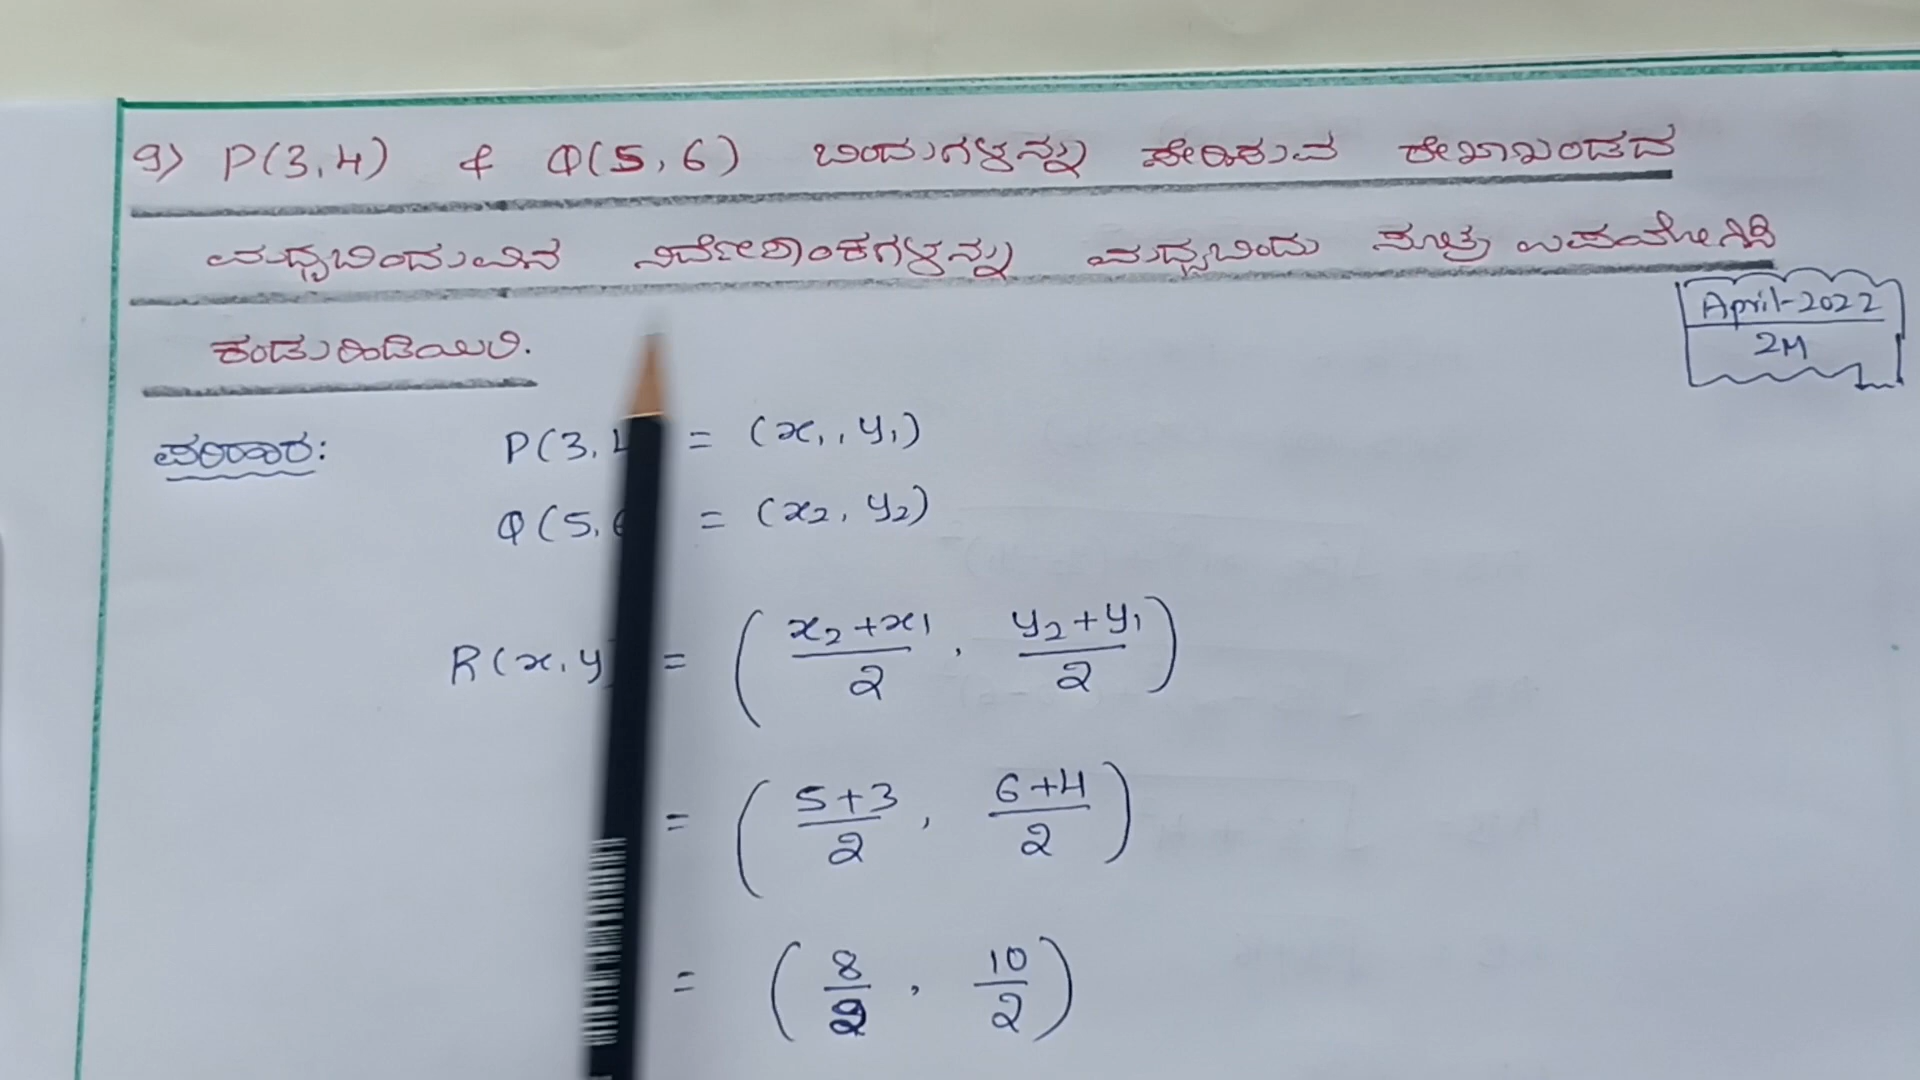 9) P(3,4) & Q(5,6) ಬಿಂದುಗಳನ್ನು ಸೇರಿಸುವ ರೇಖಾಖಂಡದ
ಮಧ್ಯಬಿಂದುವಿನ ನಿರ್ದೇಶಾಂಕಗಳನ್ನು ಮಧ್ಯಬಿಂದು ಸೂತ್ರ ಉಪಯೋಗಿಸಿ
ಕಂಡುಹಿಡಿಯಿರಿ.
April-2022
2M
ಪರಿಹಾರ: P(3, 4 = (x₁, y₁)
Q(5, 6 = (x₂, y₂)
R(x, y) = ( (x₂+x₁)/2 , (y₂+y₁)/2 )
= ( (5+3)/2 , (6+4)/2 )
= ( 8/2 , 10/2 )